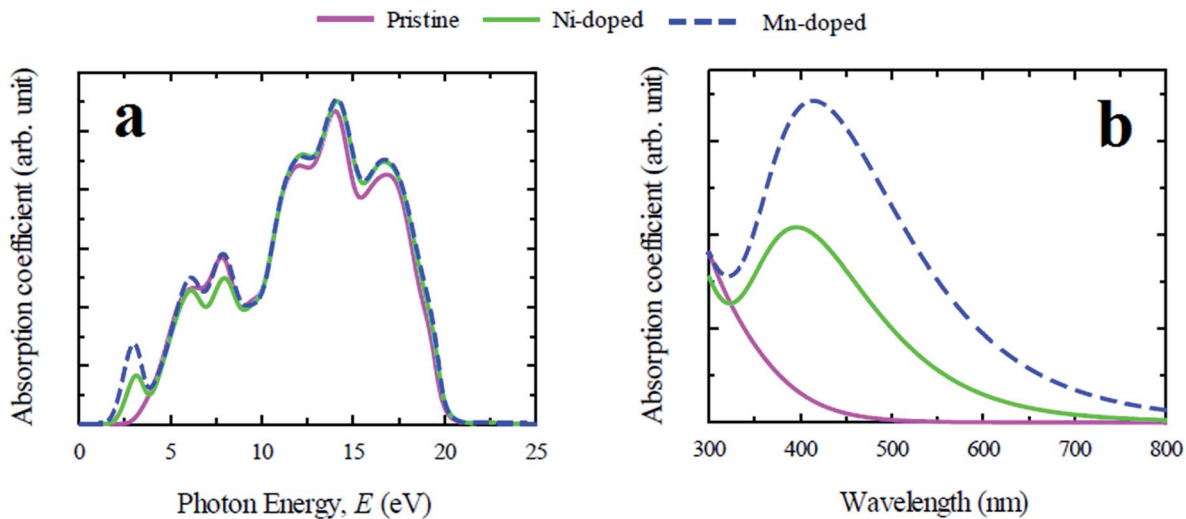 Pristine Ni-doped Mn-doped
a
Absorption coefficient (arb. unit)
0 5 10 15 20 25
Photon Energy, E (eV)
b
Absorption coefficient (arb. unit)
300 400 500 600 700 800
Wavelength (nm)